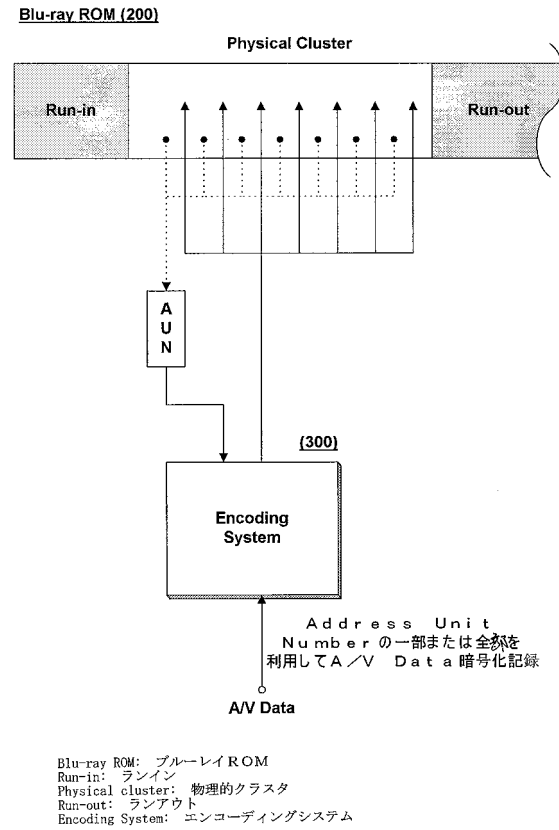 Blu-ray ROM (200)
Physical Cluster
Run-in
Run-out
A
U
N
(300)
Encoding
System
Address Unit
Numberの一部または全部を
利用してA/V Data暗号化記録
A/V Data
Blu-ray ROM: ブルーレイROM
Run-in: ランイン
Physical cluster: 物理的クラスタ
Run-out: ランアウト
Encoding System: エンコーディングシステム